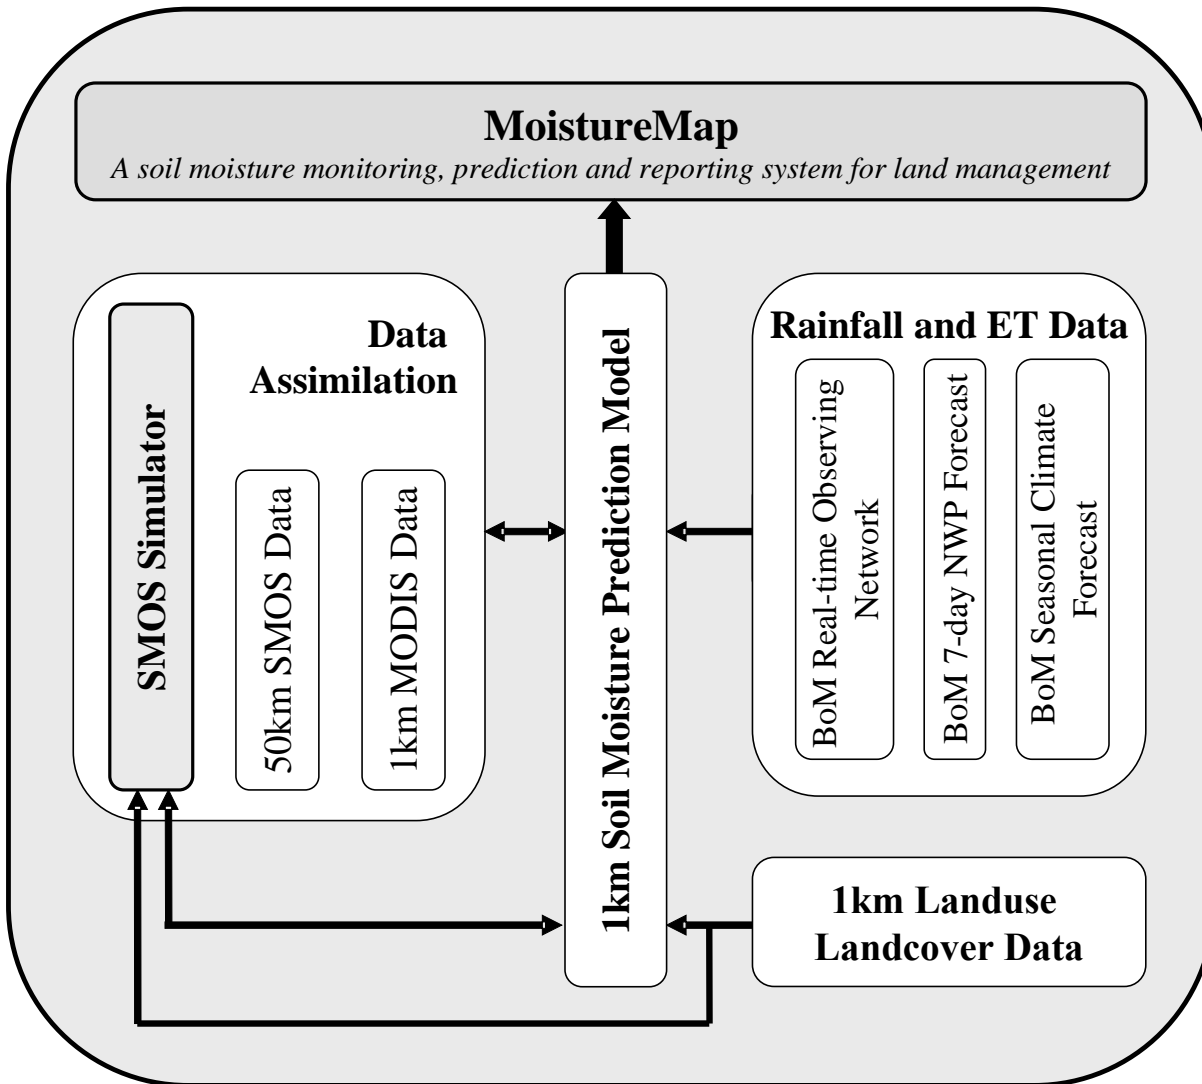 MoistureMap
A soil moisture monitoring, prediction and reporting system for land management
Data
Assimilation
SMOS Simulator
50km SMOS Data
1km MODIS Data
1km Soil Moisture Prediction Model
Rainfall and ET Data
BoM Real-time Observing
Network
BoM 7-day NWP Forecast
BoM Seasonal Climate
Forecast
1km Landuse
Landcover Data